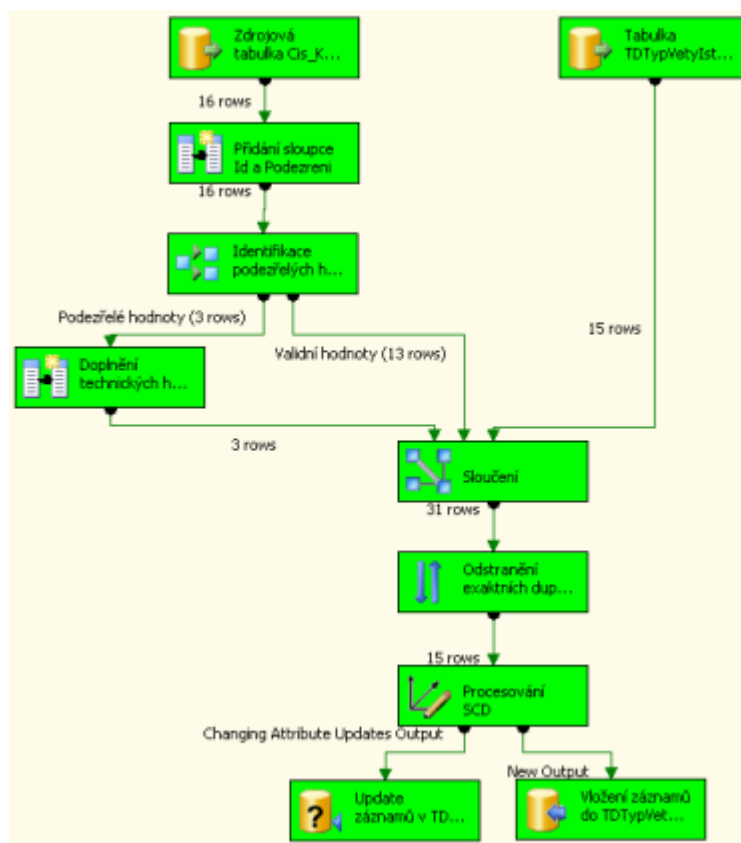 Zdrojová
tabulka Cis_K...
Tabulka
TDTypVetyIst...
16 rows
Přidání sloupce
Id a Podezreni
16 rows
Identifikace
podezřelých h...
Podezřelé hodnoty (3 rows)
Validní hodnoty (13 rows)
15 rows
Doplnění
technických h...
3 rows
Sloučení
31 rows
Odstranění
exaktních dup...
15 rows
Procesování
SCD
Changing Attribute Updates Output
New Output
Update
záznamů v TD...
Vložení záznamů
do TDTypVet...